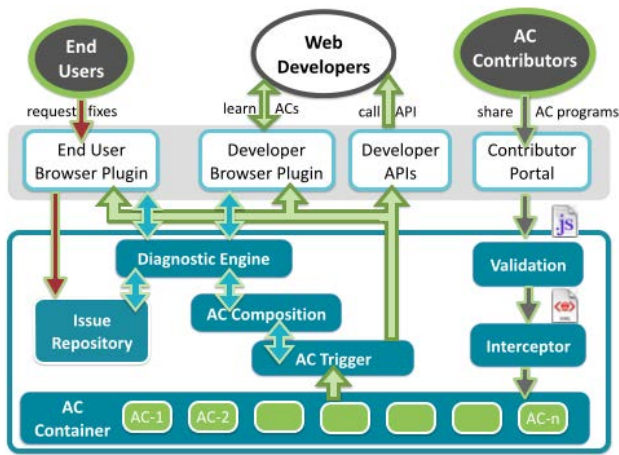 End
Users
Web
Developers
AC
Contributors
request fixes
learn ACs
call API
share AC programs
End User
Browser Plugin
Developer
Browser Plugin
Developer
APIs
Contributor
Portal
.js
Diagnostic Engine
Validation
Issue
Repository
AC Composition
Interceptor
AC Trigger
AC
Container
AC-1
AC-2
AC-n